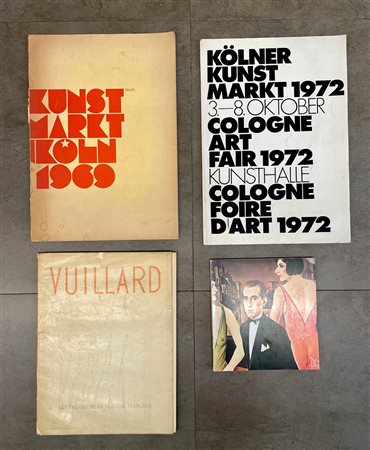 KUNST
MARKT
KÖLN
1969
KÖLNER
KUNST
MARKT 1972
3.—8. OKTOBER
COLOGNE
ART
FAIR 1972
KUNSTHALLE
COLOGNE
FOIRE
D'ART 1972
VUILLARD